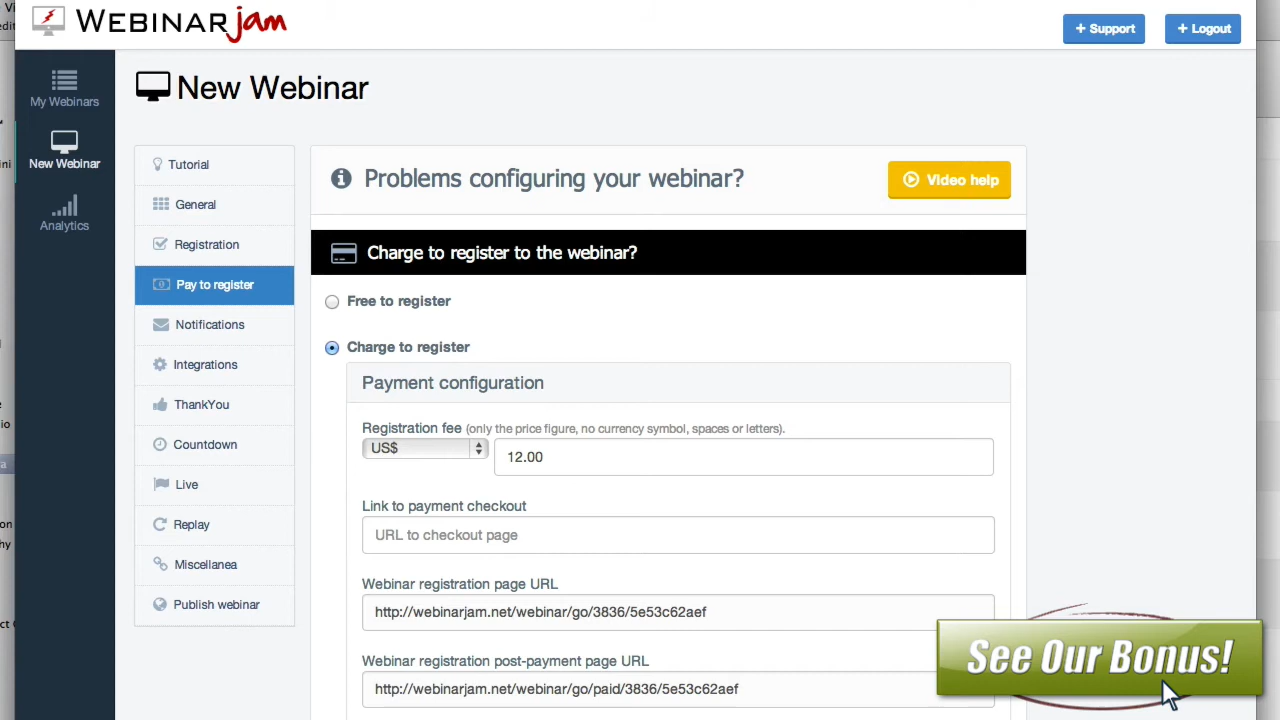 WEBINARjam
+ Support
+ Logout
My Webinars
New Webinar
Analytics
New Webinar
Tutorial
General
Registration
Pay to register
Notifications
Integrations
ThankYou
Countdown
Live
Replay
Miscellanea
Publish webinar
Problems configuring your webinar?
Video help
Charge to register to the webinar?
Free to register
Charge to register
Payment configuration
Registration fee (only the price figure, no currency symbol, spaces or letters).
US$
12.00
Link to payment checkout
URL to checkout page
Webinar registration page URL
http://webinarjam.net/webinar/go/3836/5e53c62aef
Webinar registration post-payment page URL
http://webinarjam.net/webinar/go/paid/3836/5e53c62aef
See Our Bonus!